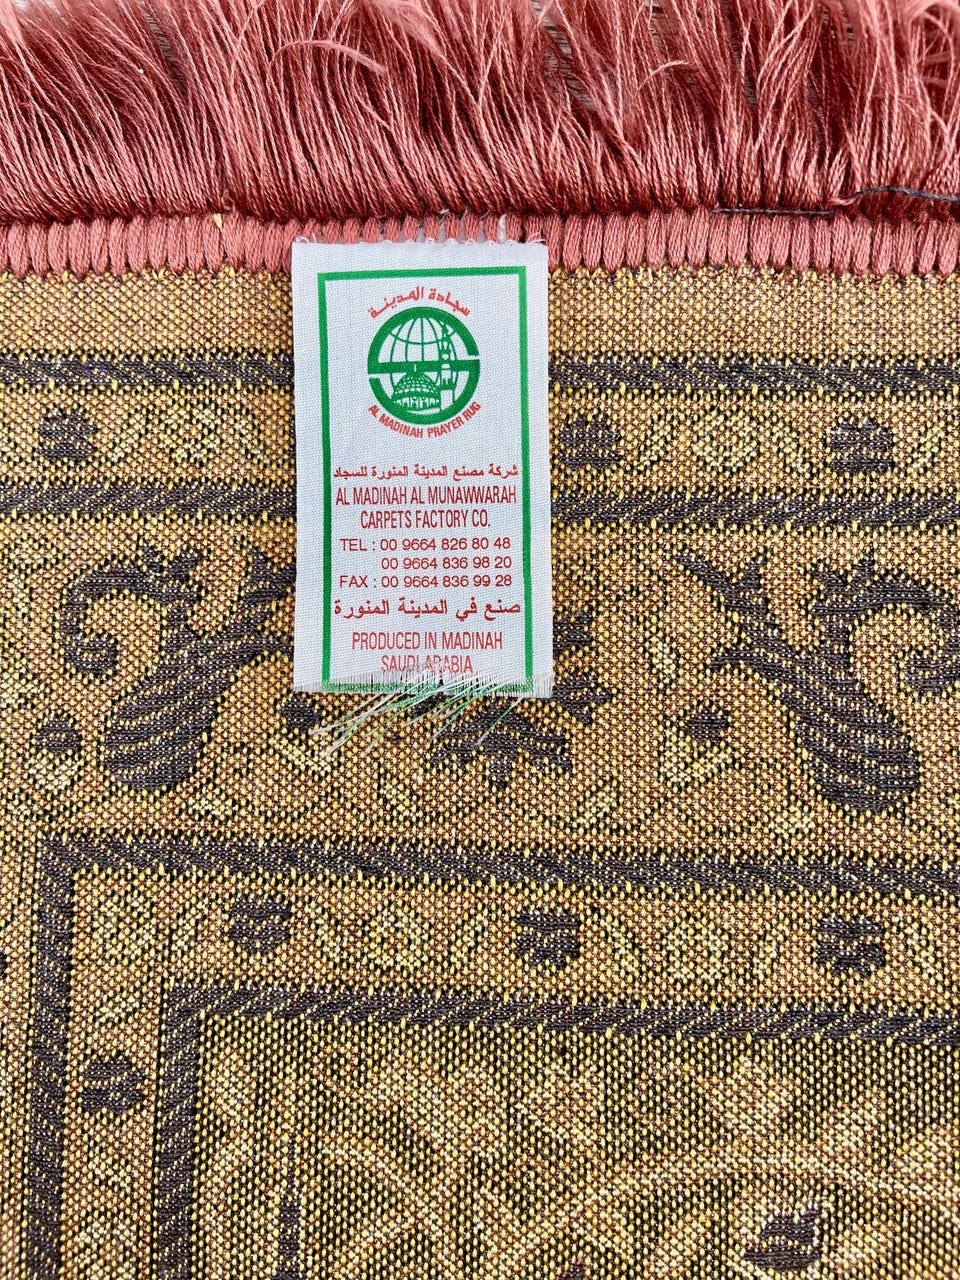 سجادة المدينة
AL MADINAH PRAYER RUG
شركة مصنع المدينة المنورة للسجاد
AL MADINAH AL MUNAWWARAH
CARPETS FACTORY CO.
TEL : 00 9664 826 80 48
00 9664 836 98 20
FAX : 00 9664 836 99 28
صنع في المدينة المنورة
PRODUCED IN MADINAH
SAUDI ARABIA